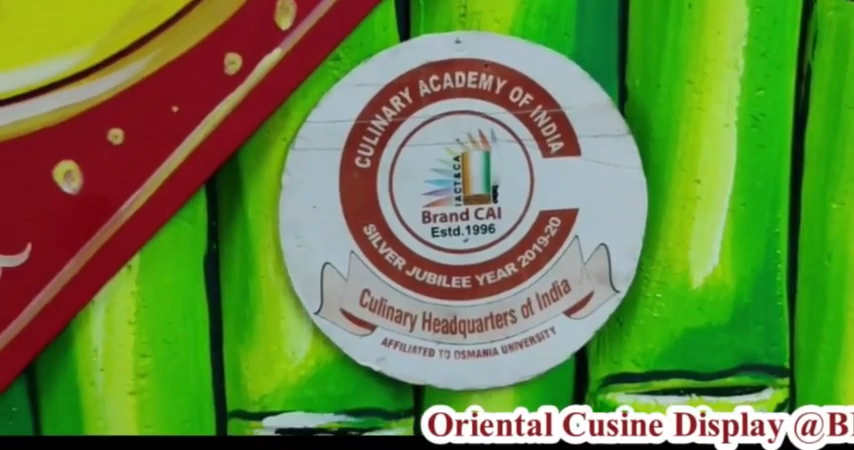 CULINARY ACADEMY OF INDIA
IACT&CA
Brand CAI
Estd.1996
SILVER JUBILEE YEAR 2019-20
Culinary Headquarters of India
AFFILIATED TO OSMANIA UNIVERSITY
Oriental Cusine Display @B